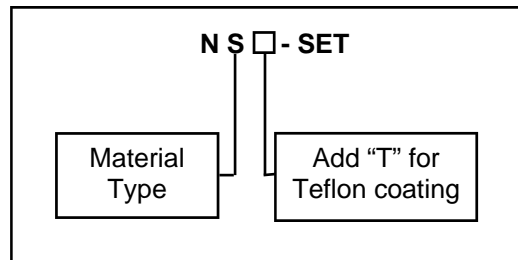 N S □ - SET
Material
Type
Add “T” for
Teflon coating